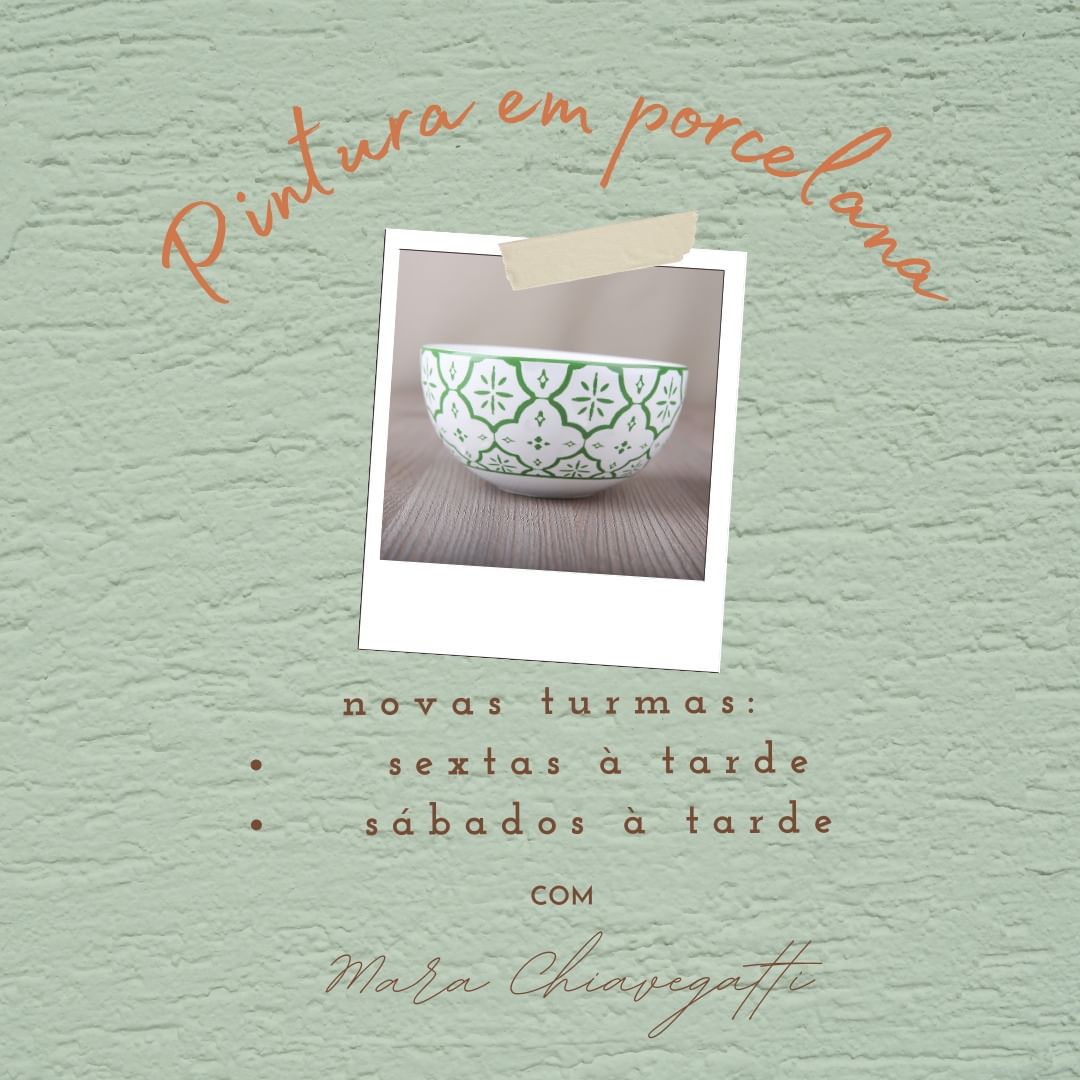 Pintura em porcelana
novas turmas:
• sextas à tarde
• sábados à tarde
COM
Mara Chiavegatti